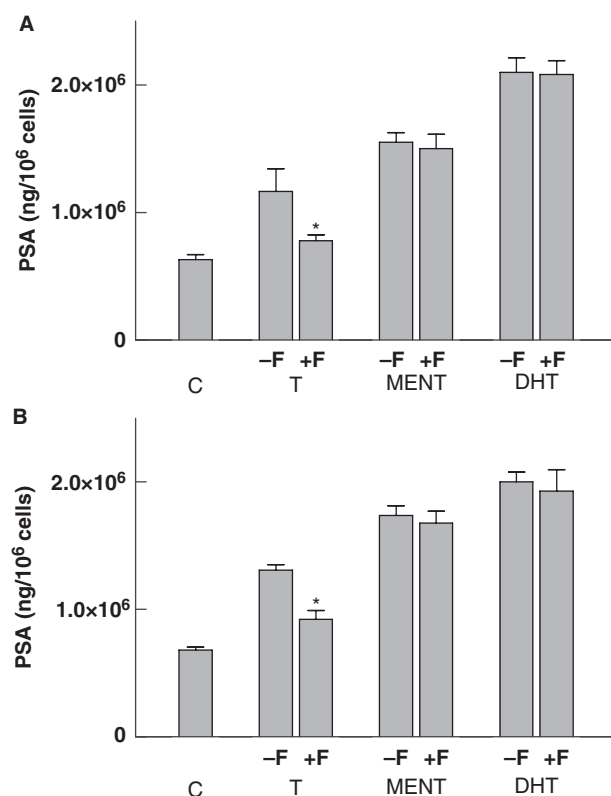 A
PSA (ng/10⁶ cells)
2.0×10⁶
1.0×10⁶
0
*
–F +F –F +F –F +F
C T MENT DHT
B
PSA (ng/10⁶ cells)
2.0×10⁶
1.0×10⁶
0
*
–F +F –F +F –F +F
C T MENT DHT